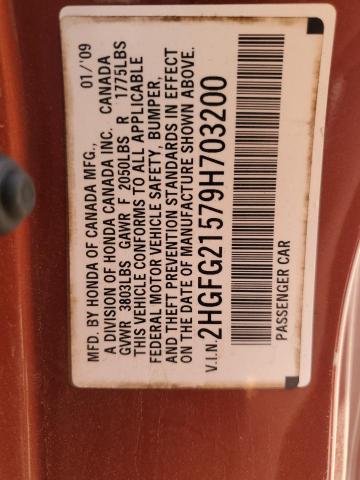 MFD. BY HONDA OF CANADA MFG., 01/'09
A DIVISION OF HONDA CANADA INC. CANADA
GVWR 3803LBS GAWR F 2050LBS R 1775LBS
THIS VEHICLE CONFORMS TO ALL APPLICABLE
FEDERAL MOTOR VEHICLE SAFETY, BUMPER,
AND THEFT PREVENTION STANDARDS IN EFFECT
ON THE DATE OF MANUFACTURE SHOWN ABOVE.
V.I.N. 2HGFG21579H703200
PASSENGER CAR